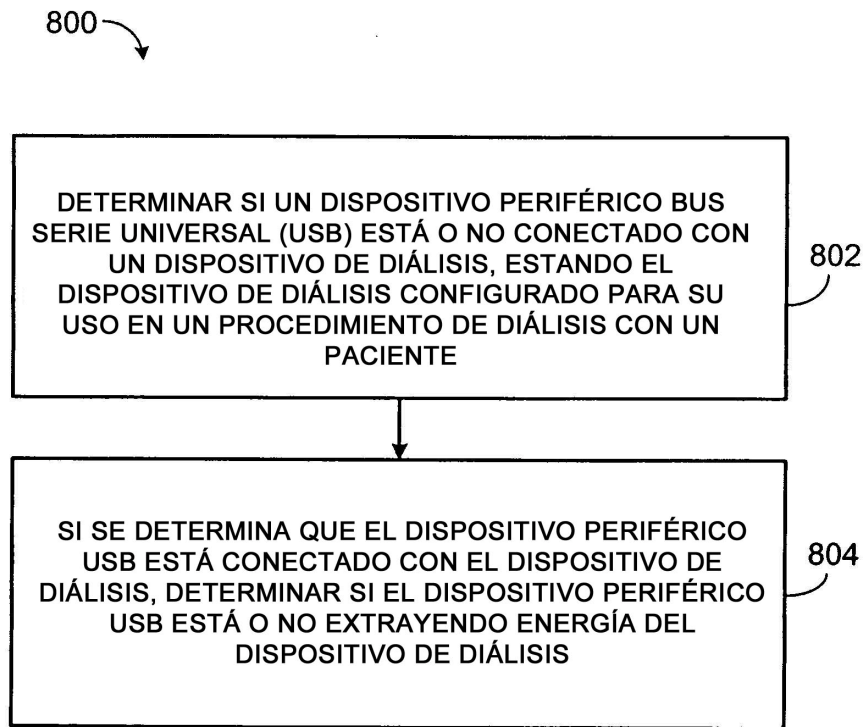 800
DETERMINAR SI UN DISPOSITIVO PERIFÉRICO BUS
SERIE UNIVERSAL (USB) ESTÁ O NO CONECTADO CON
UN DISPOSITIVO DE DIÁLISIS, ESTANDO EL
DISPOSITIVO DE DIÁLISIS CONFIGURADO PARA SU
USO EN UN PROCEDIMIENTO DE DIÁLISIS CON UN
PACIENTE
802
SI SE DETERMINA QUE EL DISPOSITIVO PERIFÉRICO
USB ESTÁ CONECTADO CON EL DISPOSITIVO DE
DIÁLISIS, DETERMINAR SI EL DISPOSITIVO PERIFÉRICO
USB ESTÁ O NO EXTRAYENDO ENERGÍA DEL
DISPOSITIVO DE DIÁLISIS
804